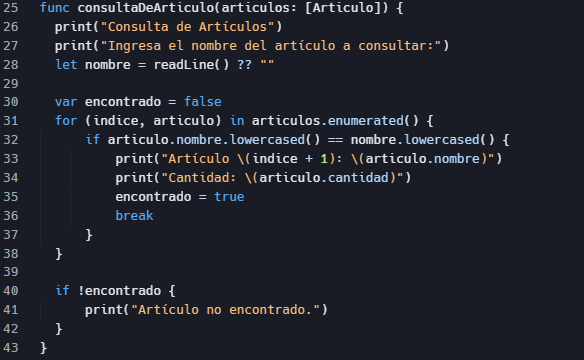 25 func consultaDeArticulo(articulos: [Articulo]) {
26   print("Consulta de Artículos")
27   print("Ingresa el nombre del artículo a consultar:")
28   let nombre = readLine() ?? ""
29
30   var encontrado = false
31   for (indice, articulo) in articulos.enumerated() {
32       if articulo.nombre.lowercased() == nombre.lowercased() {
33           print("Artículo \(indice + 1): \(articulo.nombre)")
34           print("Cantidad: \(articulo.cantidad)")
35           encontrado = true
36           break
37       }
38   }
39
40   if !encontrado {
41       print("Artículo no encontrado.")
42   }
43 }